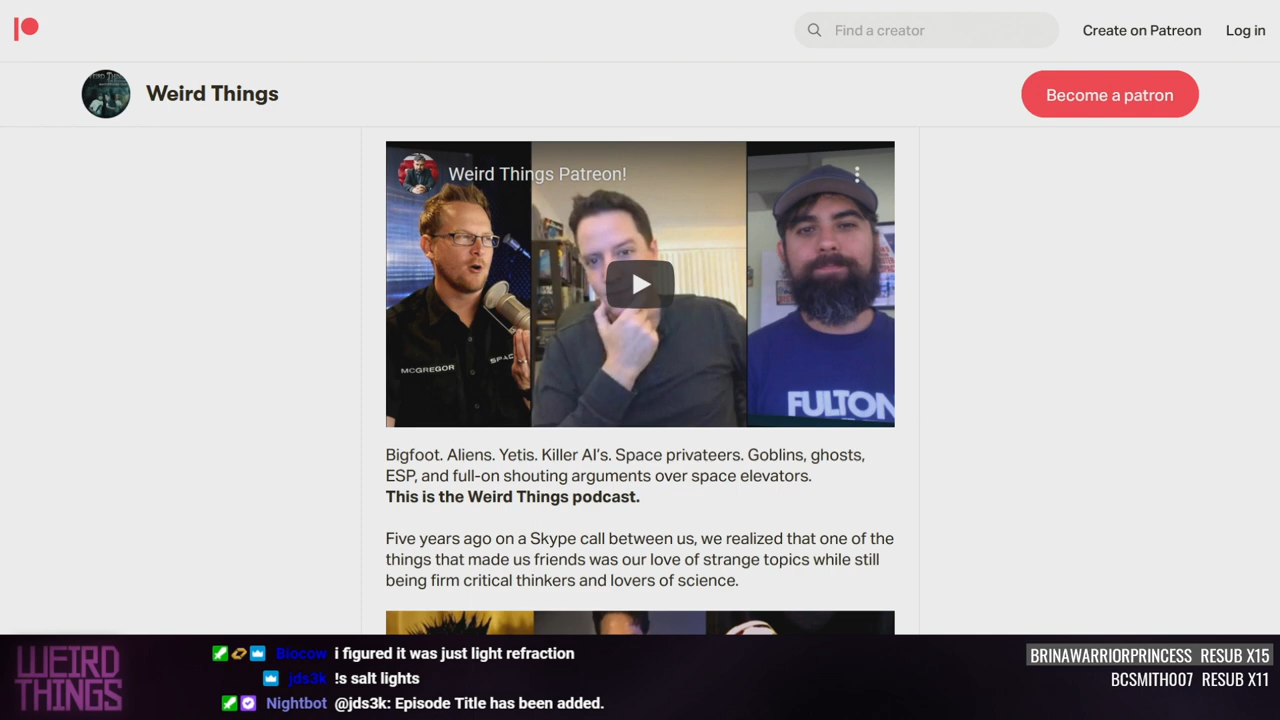 Find a creator
Create on Patreon
Log in
Weird Things
Become a patron
Weird Things Patreon!
MCGREGOR
SPAC
FULTON
Bigfoot. Aliens. Yetis. Killer AI's. Space privateers. Goblins, ghosts,
ESP, and full-on shouting arguments over space elevators.
This is the Weird Things podcast.
Five years ago on a Skype call between us, we realized that one of the
things that made us friends was our love of strange topics while still
being firm critical thinkers and lovers of science.
WEIRD
THINGS
Biocow i figured it was just light refraction
jds3k !s salt lights
Nightbot @jds3k: Episode Title has been added.
BRINAWARRIORPRINCESS RESUB X15
BCSMITH007 RESUB X11